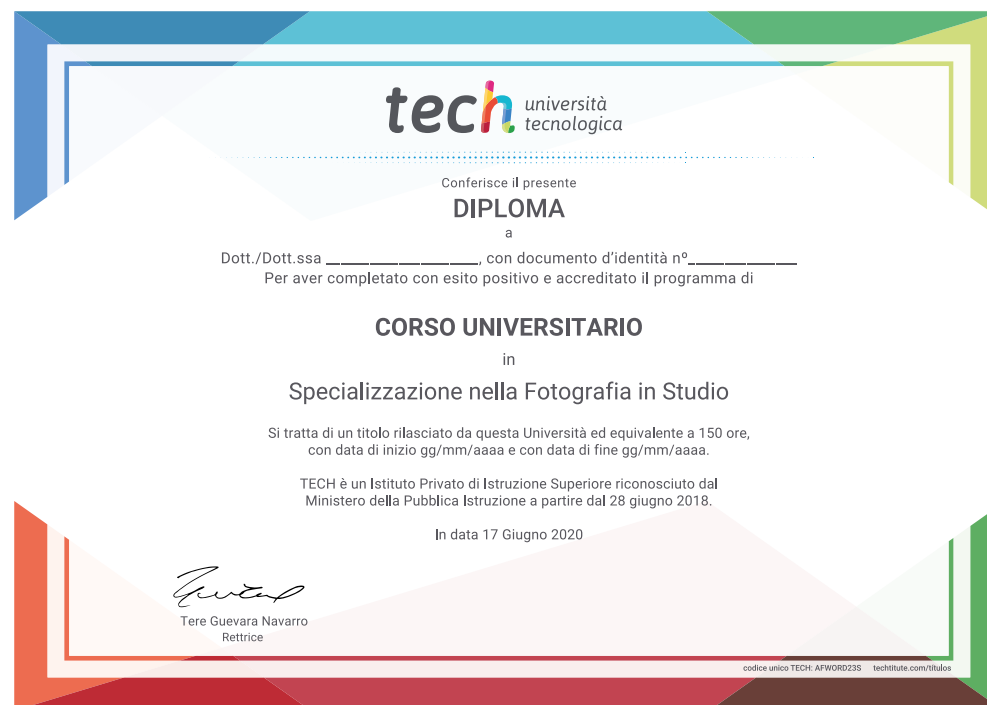 tech università
tecnologica
Conferisce il presente
DIPLOMA
a
Dott./Dott.ssa ____________________, con documento d'identità nº______________
Per aver completato con esito positivo e accreditato il programma di
CORSO UNIVERSITARIO
in
Specializzazione nella Fotografia in Studio
Si tratta di un titolo rilasciato da questa Università ed equivalente a 150 ore,
con data di inizio gg/mm/aaaa e con data di fine gg/mm/aaaa.
TECH è un Istituto Privato di Istruzione Superiore riconosciuto dal
Ministero della Pubblica Istruzione a partire dal 28 giugno 2018.
In data 17 Giugno 2020
Tere Guevara Navarro
Rettrice
codice unico TECH: AFWORD23S techtitute.com/títulos